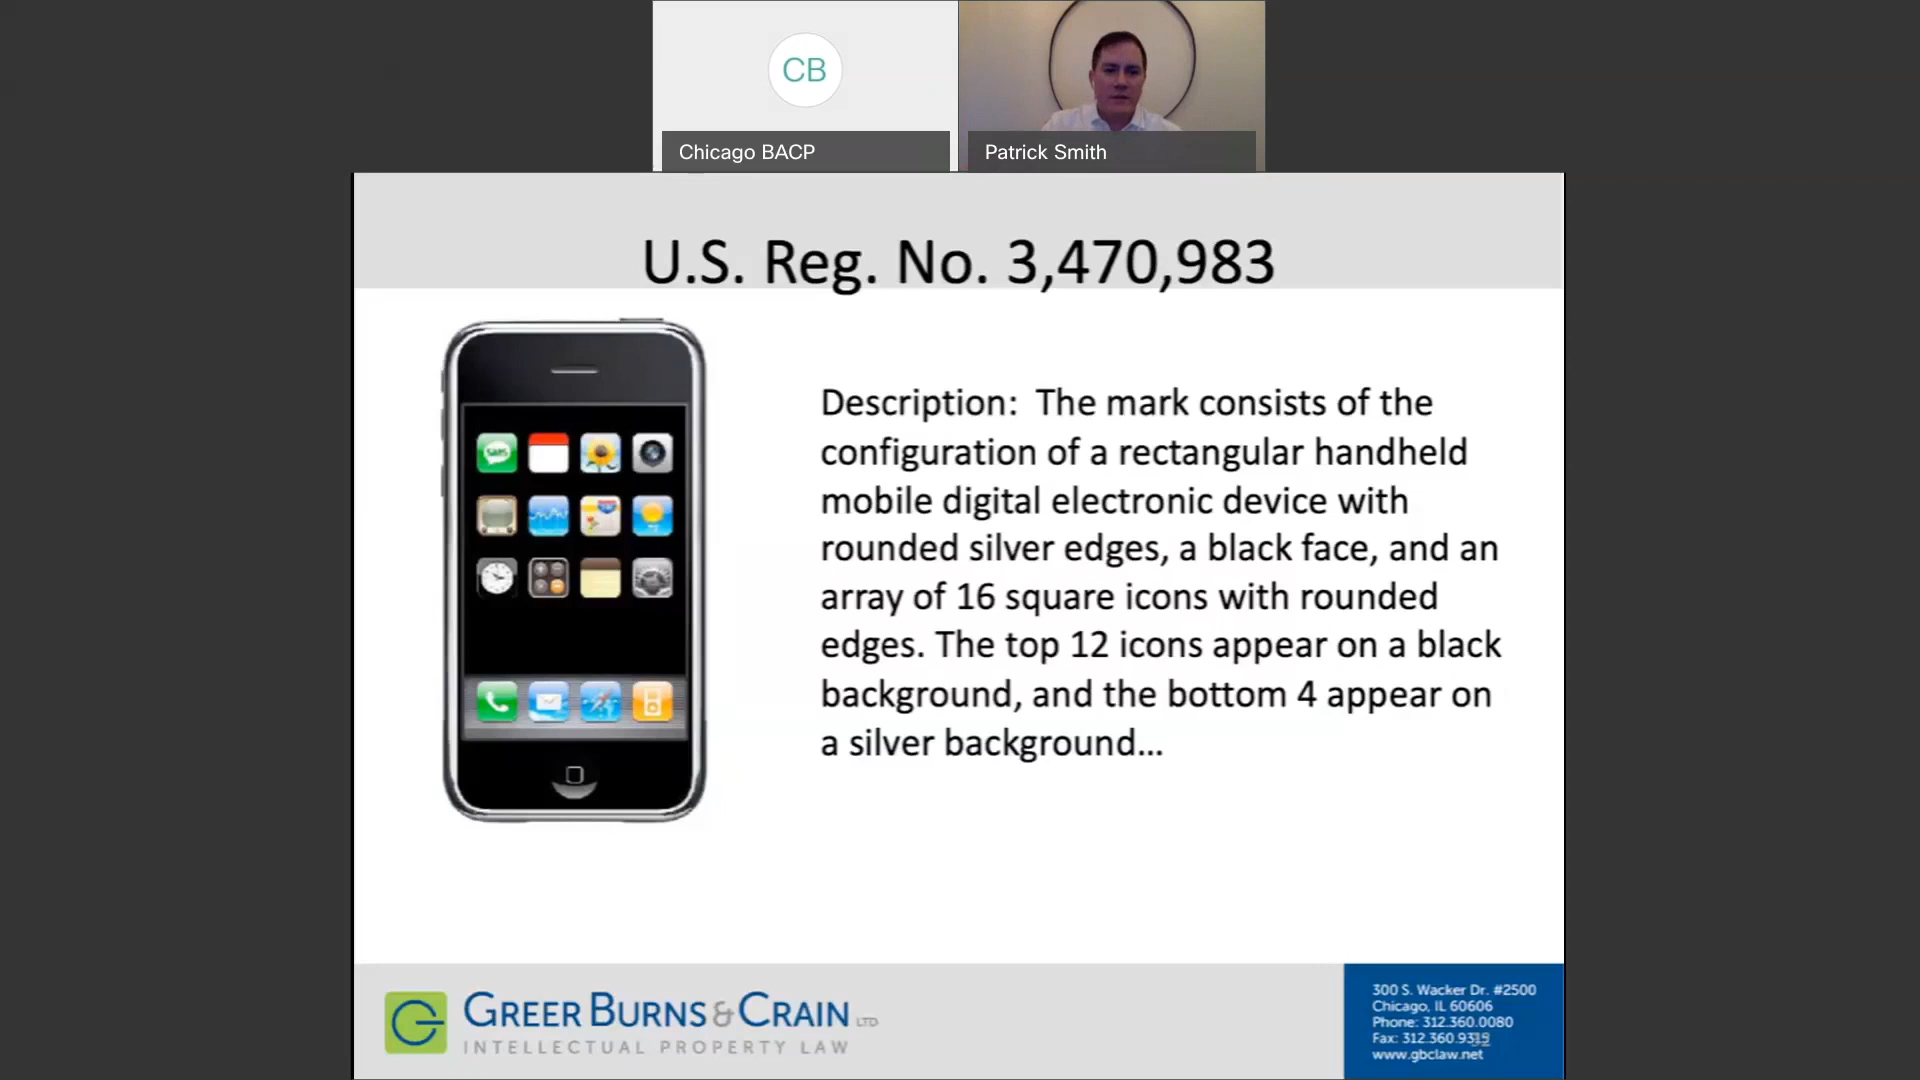 CB
Chicago BACP
Patrick Smith
U.S. Reg. No. 3,470,983
SMS
Description: The mark consists of the
configuration of a rectangular handheld
mobile digital electronic device with
rounded silver edges, a black face, and an
array of 16 square icons with rounded
edges. The top 12 icons appear on a black
background, and the bottom 4 appear on
a silver background...
GREER BURNS & CRAIN LTD
INTELLECTUAL PROPERTY LAW
300 S. Wacker Dr. #2500
Chicago, IL 60606
Phone: 312.360.0080
Fax:
www.gbclaw.net